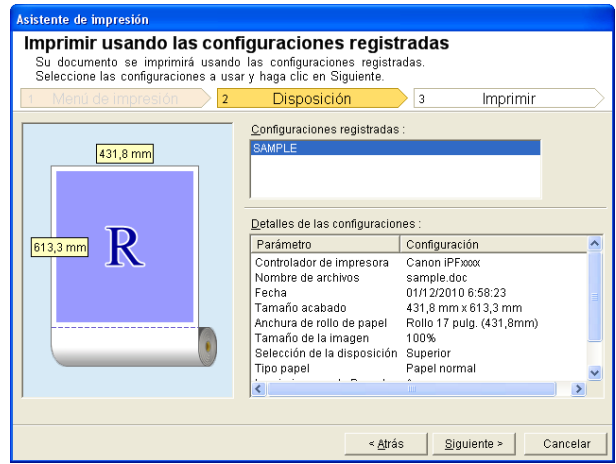 Asistente de impresión
Imprimir usando las configuraciones registradas
Su documento se imprimirá usando las configuraciones registradas.
Seleccione las configuraciones a usar y haga clic en Siguiente.
1 Menú de impresión 2 Disposición 3 Imprimir
431,8 mm
613,3 mm
R
Configuraciones registradas :
SAMPLE
Detalles de las configuraciones :
Parámetro Configuración
Controlador de impresora Canon iPFxxxx
Nombre de archivos sample.doc
Fecha 01/12/2010 6:58:23
Tamaño acabado 431,8 mm x 613,3 mm
Anchura de rollo de papel Rollo 17 pulg. (431,8mm)
Tamaño de la imagen 100%
Selección de la disposición Superior
Tipo papel Papel normal
< Atrás Siguiente > Cancelar